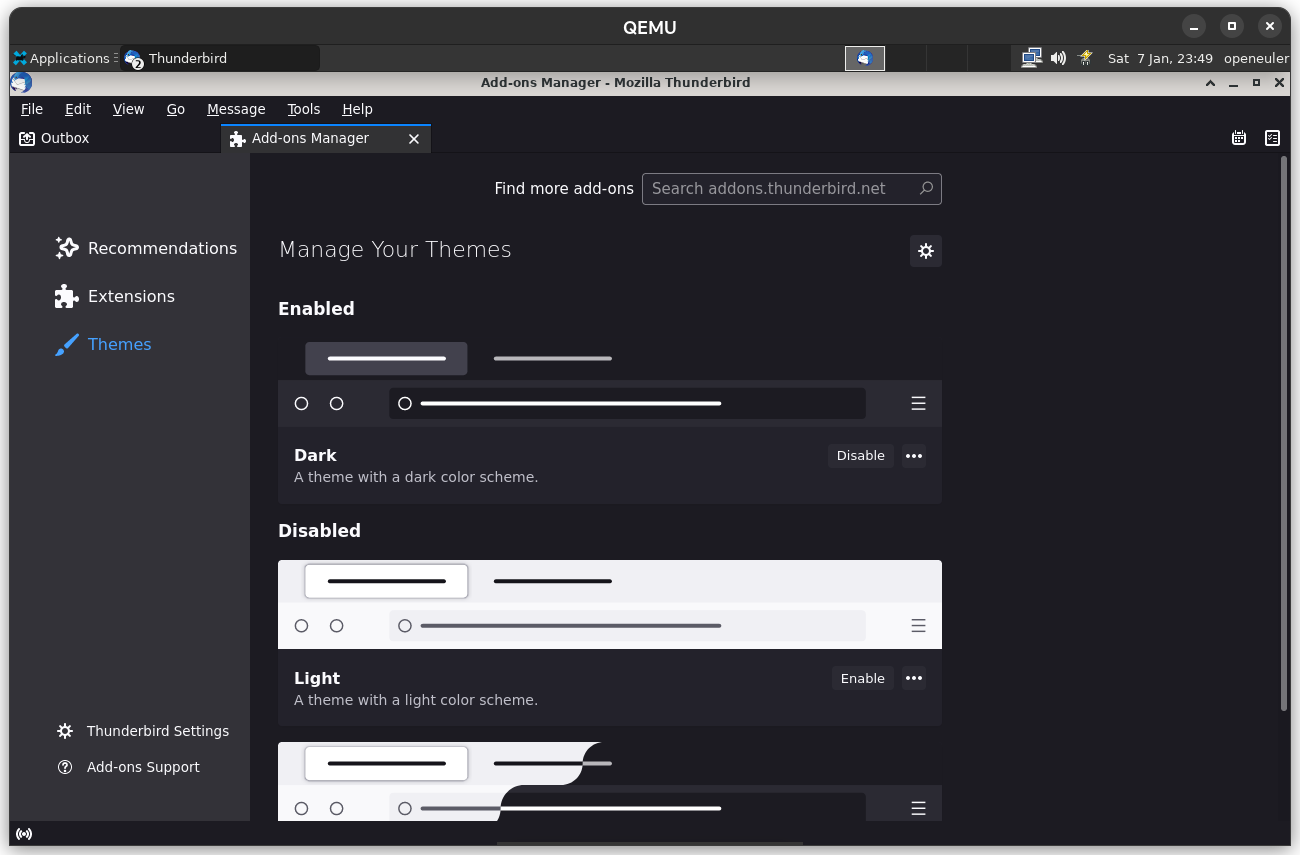 QEMU
Applications Thunderbird Sat 7 Jan, 23:49 openeuler
2
Add-ons Manager - Mozilla Thunderbird
File Edit View Go Message Tools Help
Outbox Add-ons Manager
Find more add-ons Search addons.thunderbird.net
Recommendations
Extensions
Themes
Manage Your Themes
Enabled
Dark Disable
A theme with a dark color scheme.
Disabled
Light Enable
A theme with a light color scheme.
Thunderbird Settings
Add-ons Support